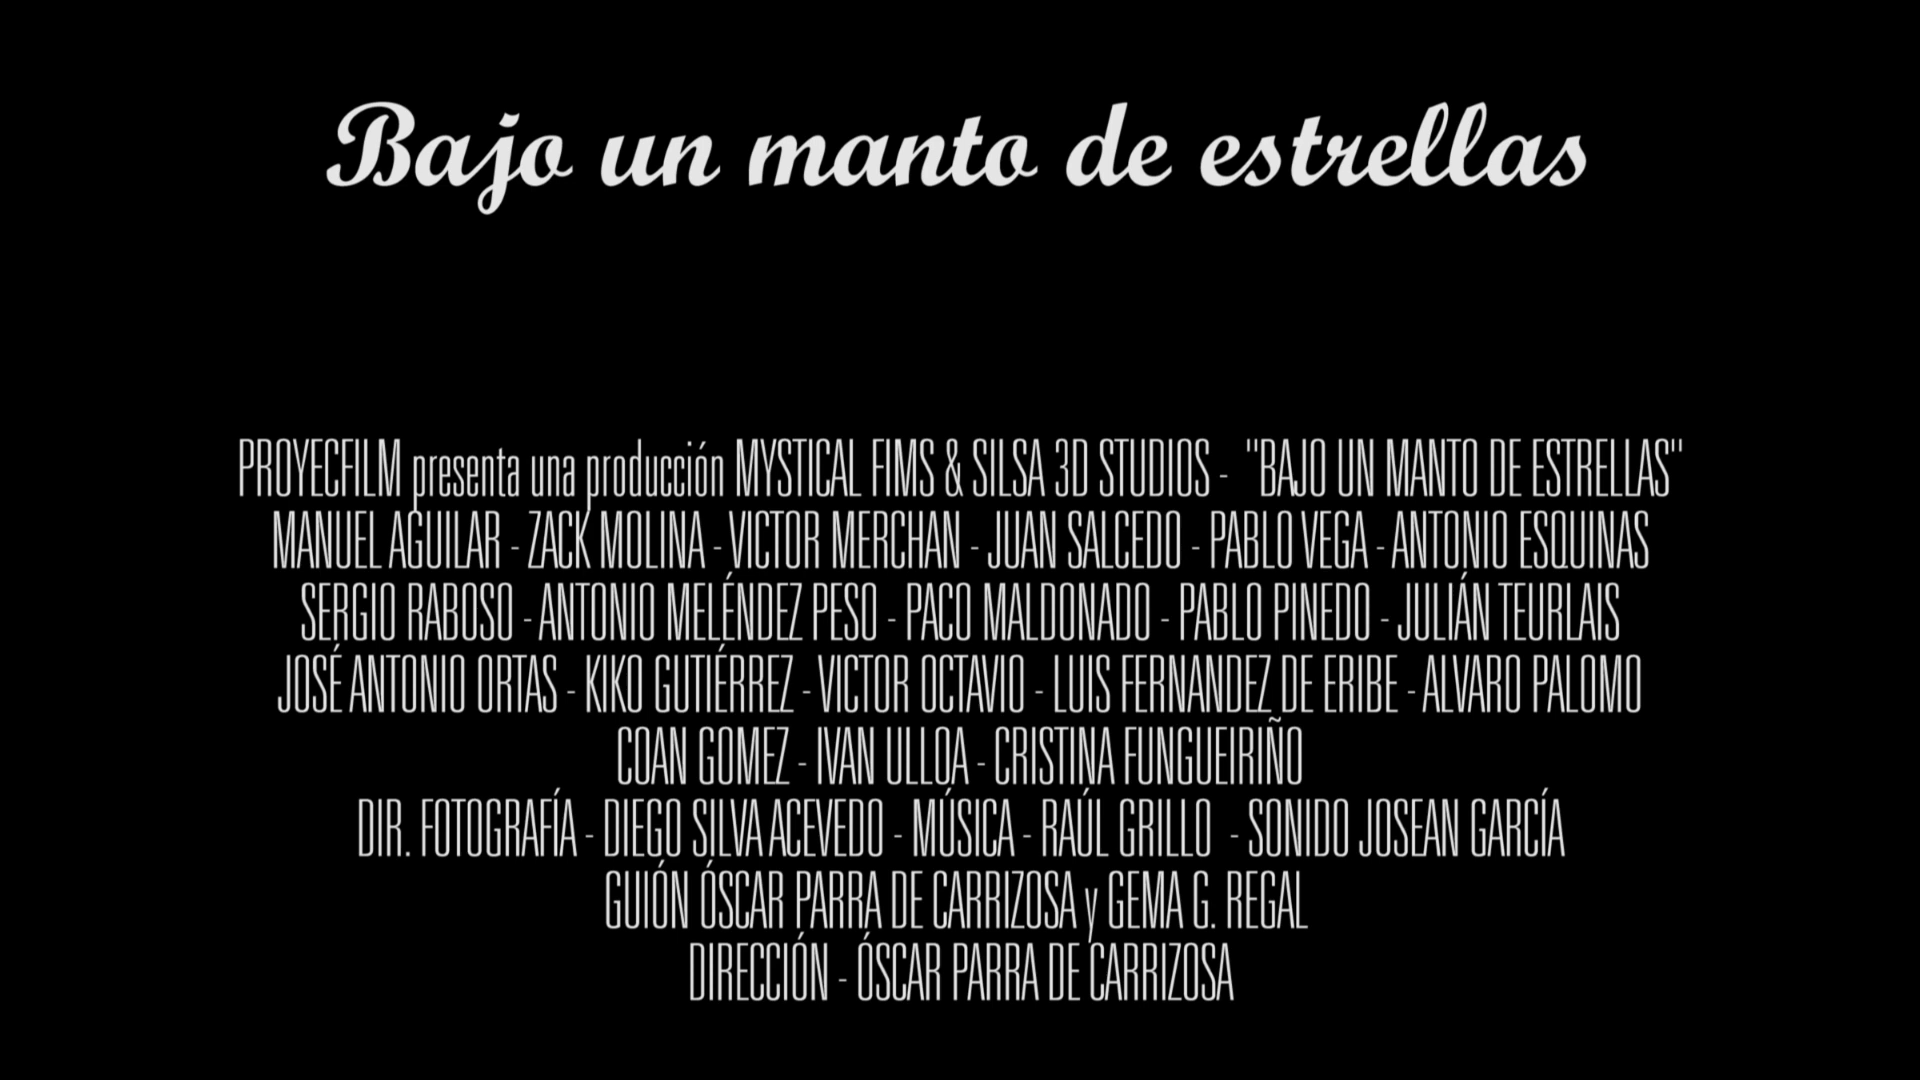 Bajo un manto de estrellas
PROYECFILM presenta una producción MYSTICAL FIMS & SILSA 3D STUDIOS - "BAJO UN MANTO DE ESTRELLAS"
MANUEL AGUILAR - ZACK MOLINA - VICTOR MERCHAN - JUAN SALCEDO - PABLO VEGA - ANTONIO ESQUINAS
SERGIO RABOSO - ANTONIO MELÉNDEZ PESO - PACO MALDONADO - PABLO PINEDO - JULIÁN TEURLAIS
JOSÉ ANTONIO ORTAS - KIKO GUTIÉRREZ - VICTOR OCTAVIO - LUIS FERNANDEZ DE ERIBE - ALVARO PALOMO
COAN GOMEZ - IVAN ULLOA - CRISTINA FUNGUEIRIÑO
DIR. FOTOGRAFÍA - DIEGO SILVA ACEVEDO - MÚSICA - RAÚL GRILLO - SONIDO JOSEAN GARCÍA
GUIÓN ÓSCAR PARRA DE CARRIZOSA y GEMA G. REGAL
DIRECCIÓN - ÓSCAR PARRA DE CARRIZOSA